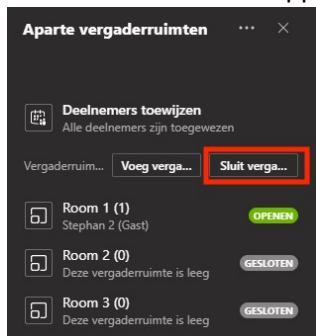 Aparte vergaderruimten
Deelnemers toewijzen
Alle deelnemers zijn toegewezen
Vergaderruim... Voeg verga... Sluit verga...
Room 1 (1)
Stephan 2 (Gast)
OPENEN
Room 2 (0)
Deze vergaderruimte is leeg
GESLOTEN
Room 3 (0)
Deze vergaderruimte is leeg
GESLOTEN